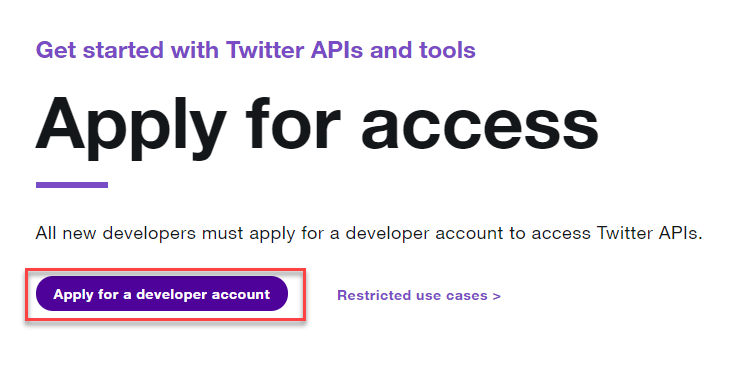 Get started with Twitter APIs and tools
Apply for access
All new developers must apply for a developer account to access Twitter APIs.
Apply for a developer account
Restricted use cases >